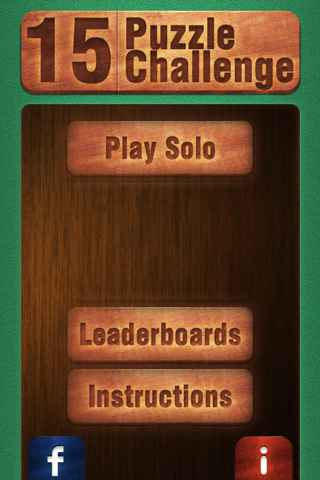 15 Puzzle
Challenge
Play Solo
Leaderboards
Instructions
f
i